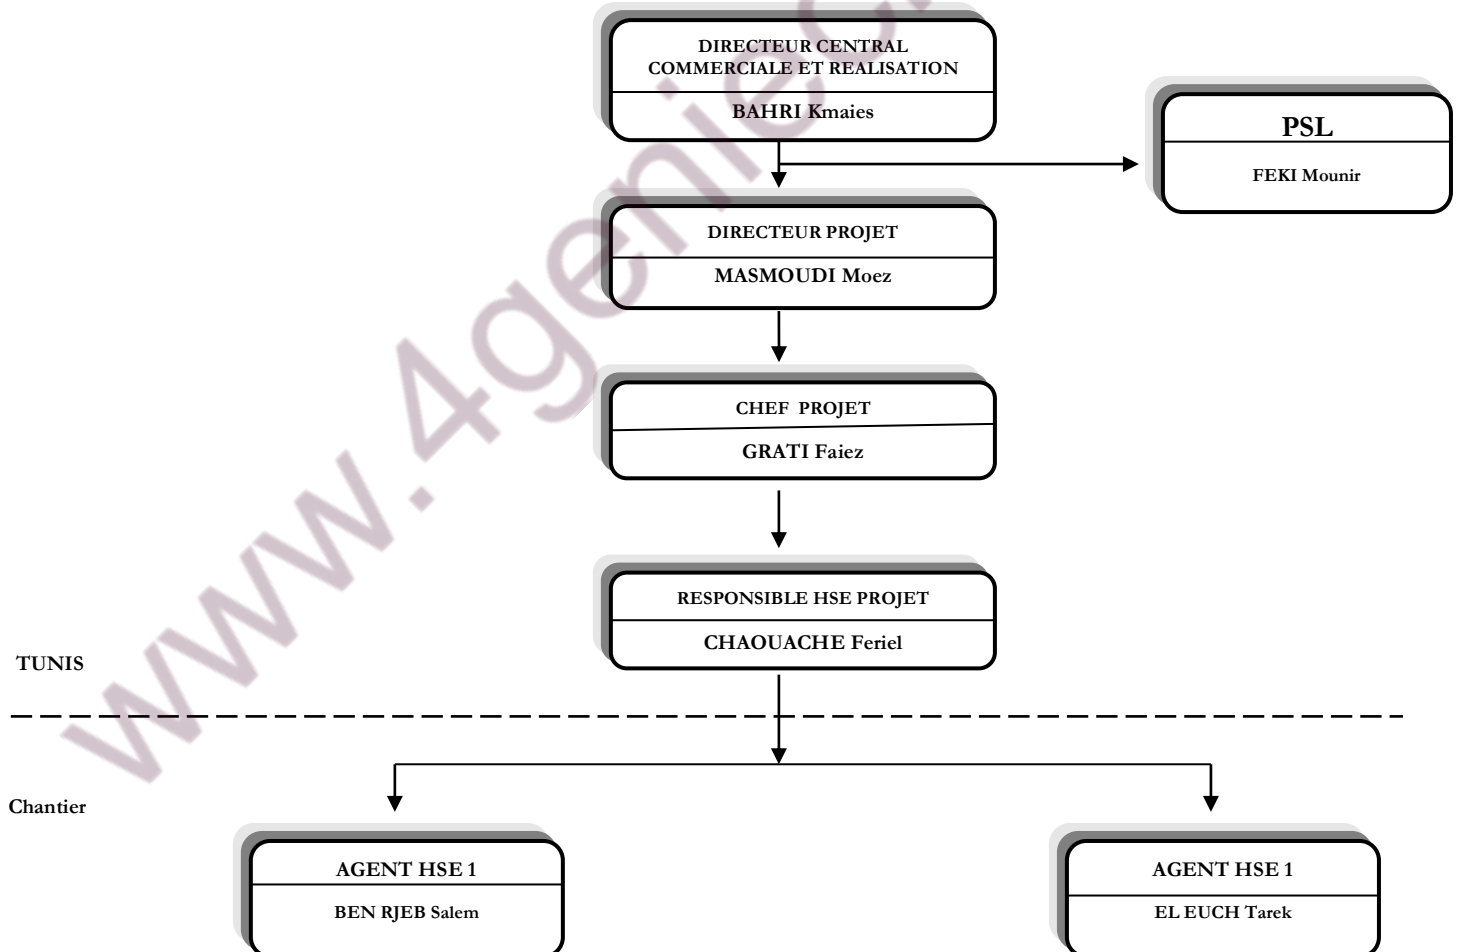 DIRECTEUR CENTRAL
COMMERCIALE ET REALISATION
BAHRI Kmaies
PSL
FEKI Mounir
DIRECTEUR PROJET
MASMOUDI Moez
CHEF PROJET
GRATI Faiez
RESPONSIBLE HSE PROJET
CHAOUACHE Feriel
TUNIS
Chantier
AGENT HSE 1
BEN RJEB Salem
AGENT HSE 1
EL EUCH Tarek
www.4geniec